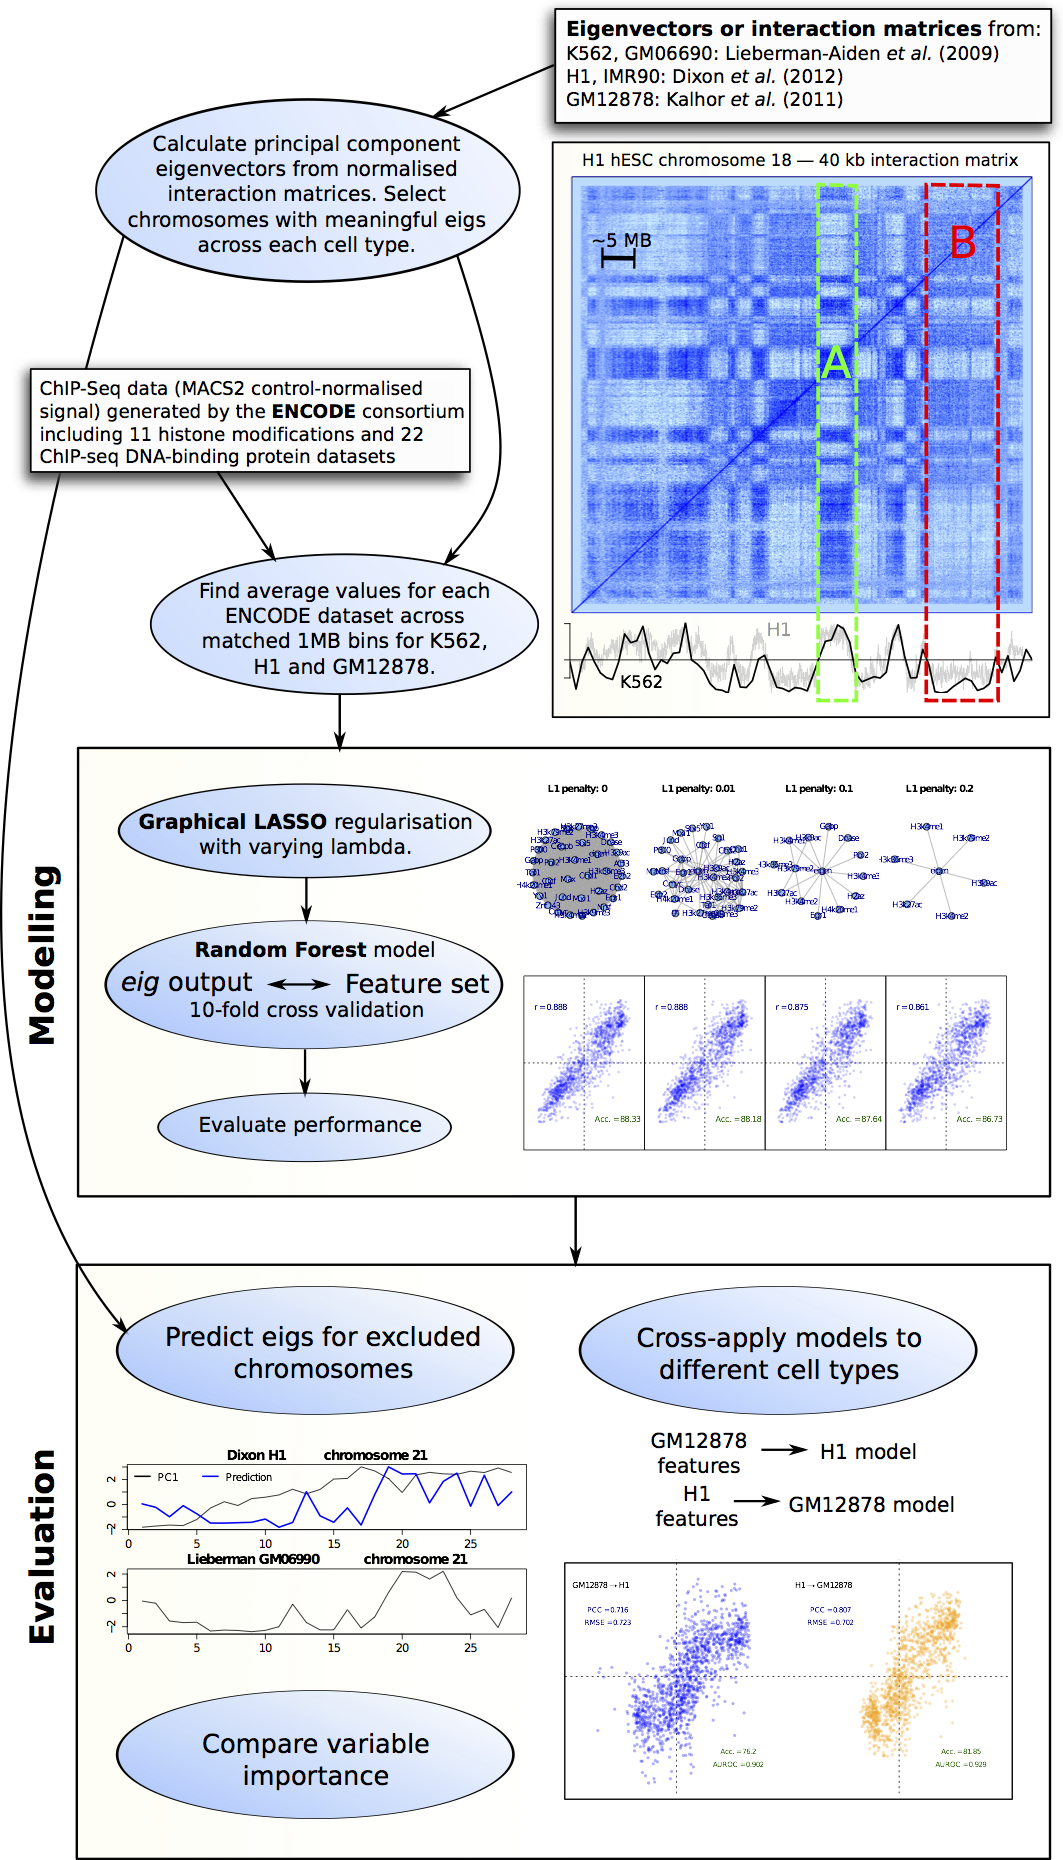 Eigenvectors or interaction matrices from:
K562, GM06690: Lieberman-Aiden et al. (2009)
H1, IMR90: Dixon et al. (2012)
GM12878: Kalhor et al. (2011)
Calculate principal component
eigenvectors from normalised
interaction matrices. Select
chromosomes with meaningful eigs
across each cell type.
H1 hESC chromosome 18 — 40 kb interaction matrix
~5 MB
A
B
H1
K562
ChIP-Seq data (MACS2 control-normalised
signal) generated by the ENCODE consortium
including 11 histone modifications and 22
ChIP-seq DNA-binding protein datasets
Find average values for each
ENCODE dataset across
matched 1MB bins for K562,
H1 and GM12878.
Modelling
Graphical LASSO regularisation
with varying lambda.
Random Forest model
eig output Feature set
10-fold cross validation
Evaluate performance
L1 penalty: 0
L1 penalty: 0.01
L1 penalty: 0.1
L1 penalty: 0.2
H3k4me1
H3k79me2
H3k36me3
eigen
H3k9ac
H3k27ac
H3k4me2
r=0.888
Acc. =88.33
r=0.888
Acc. =88.18
r=0.875
Acc. =87.64
r=0.861
Acc. =86.73
Evaluation
Predict eigs for excluded
chromosomes
Dixon H1 chromosome 21
PC1 Prediction
2
0
−2
0 5 10 15 20 25
Lieberman GM06990 chromosome 21
2
0
−2
0 5 10 15 20 25
Compare variable
importance
Cross-apply models to
different cell types
GM12878
features
H1 model
H1
features
GM12878 model
GM12878→H1
PCC =0.716
RMSE =0.723
Acc. =76.2
AUROC =0.902
H1→GM12878
PCC =0.807
RMSE =0.702
Acc. =81.85
AUROC =0.929